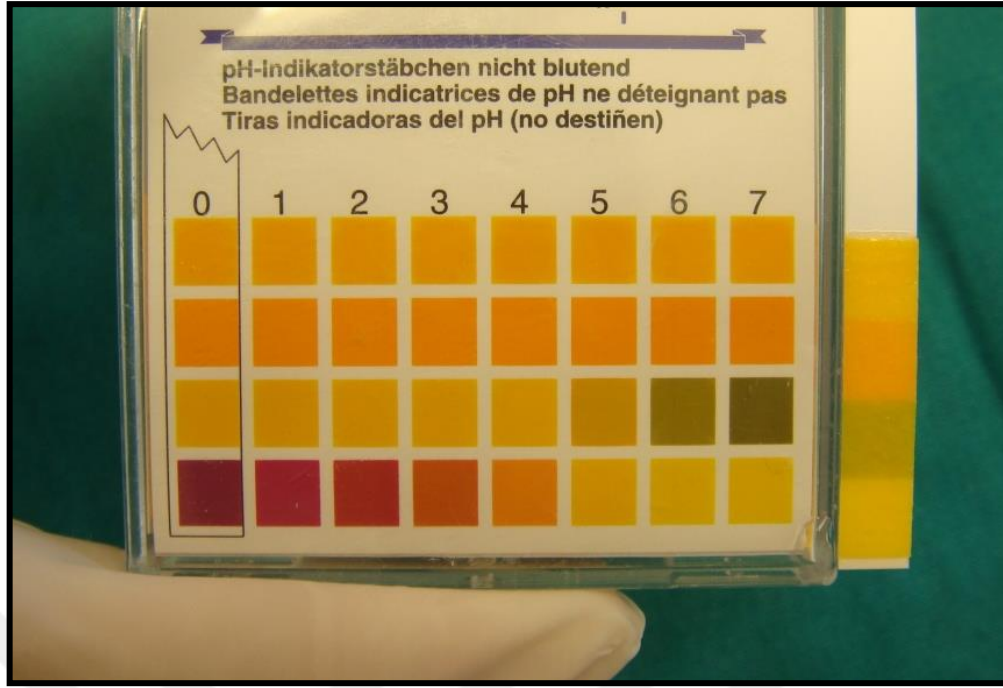 pH-Indikatorstäbchen nicht blutend
Bandelettes indicatrices de pH ne déteignant pas
Tiras indicadoras del pH (no destiñen)
0 1 2 3 4 5 6 7